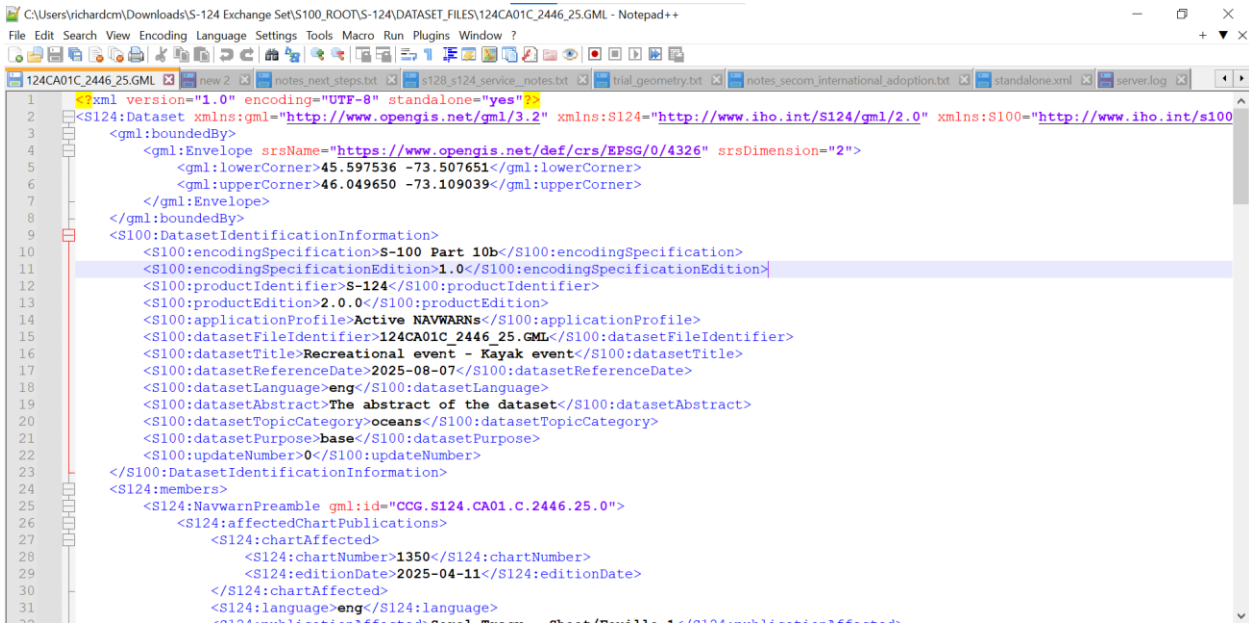 C:\Users\richardcm\Downloads\S-124 Exchange Set\S100_ROOT\S-124\DATASET_FILES\124CA01C_2446_25.GML - Notepad++
File Edit Search View Encoding Language Settings Tools Macro Run Plugins Window ?
124CA01C_2446_25.GML new 2 notes_next_steps.txt s128_s124_service_notes.txt trial_geometry.txt notes_secom_international_adoption.txt standalone.xml server.log
1 <?xml version="1.0" encoding="UTF-8" standalone="yes"?>
2 <S124:Dataset xmlns:gml="http://www.opengis.net/gml/3.2" xmlns:S124="http://www.iho.int/S124/gml/2.0" xmlns:S100="http://www.iho.int/s100
3 <gml:boundedBy>
4 <gml:Envelope srsName="https://www.opengis.net/def/crs/EPSG/0/4326" srsDimension="2">
5 <gml:lowerCorner>45.597536 -73.507651</gml:lowerCorner>
6 <gml:upperCorner>46.049650 -73.109039</gml:upperCorner>
7 </gml:Envelope>
8 </gml:boundedBy>
9 <S100:DatasetIdentificationInformation>
10 <S100:encodingSpecification>S-100 Part 10b</S100:encodingSpecification>
11 <S100:encodingSpecificationEdition>1.0</S100:encodingSpecificationEdition>
12 <S100:productIdentifier>S-124</S100:productIdentifier>
13 <S100:productEdition>2.0.0</S100:productEdition>
14 <S100:applicationProfile>Active NAVWARNs</S100:applicationProfile>
15 <S100:datasetFileIdentifier>124CA01C_2446_25.GML</S100:datasetFileIdentifier>
16 <S100:datasetTitle>Recreational event - Kayak event</S100:datasetTitle>
17 <S100:datasetReferenceDate>2025-08-07</S100:datasetReferenceDate>
18 <S100:datasetLanguage>eng</S100:datasetLanguage>
19 <S100:datasetAbstract>The abstract of the dataset</S100:datasetAbstract>
20 <S100:datasetTopicCategory>oceans</S100:datasetTopicCategory>
21 <S100:datasetPurpose>base</S100:datasetPurpose>
22 <S100:updateNumber>0</S100:updateNumber>
23 </S100:DatasetIdentificationInformation>
24 <S124:members>
25 <S124:NavwarnPreamble gml:id="CCG.S124.CA01.C.2446.25.0">
26 <S124:affectedChartPublications>
27 <S124:chartAffected>
28 <S124:chartNumber>1350</S124:chartNumber>
29 <S124:editionDate>2025-04-11</S124:editionDate>
30 </S124:chartAffected>
31 <S124:language>eng</S124:language>